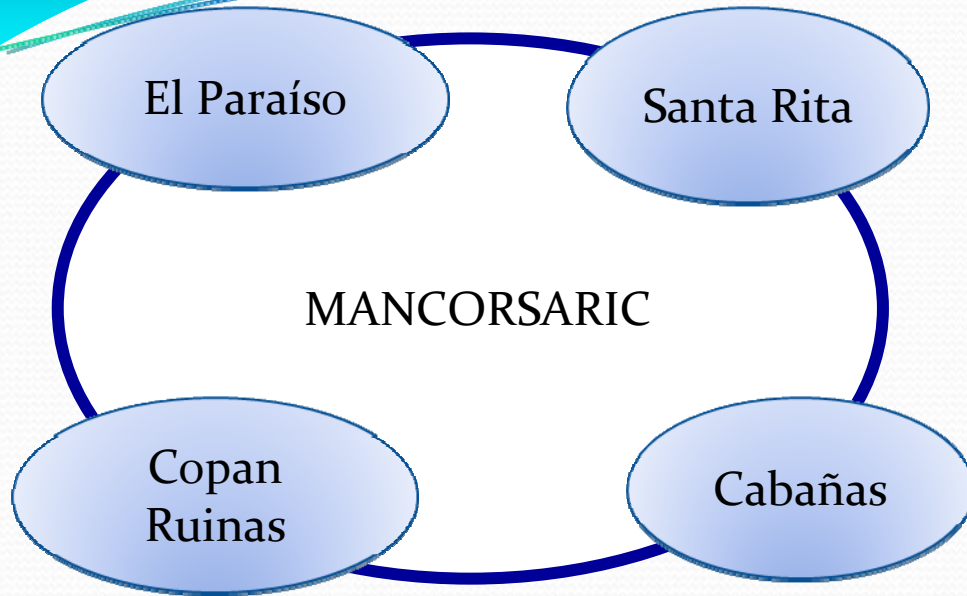 El Paraíso
Santa Rita
MANCORSARIC
Copan
Ruinas
Cabañas